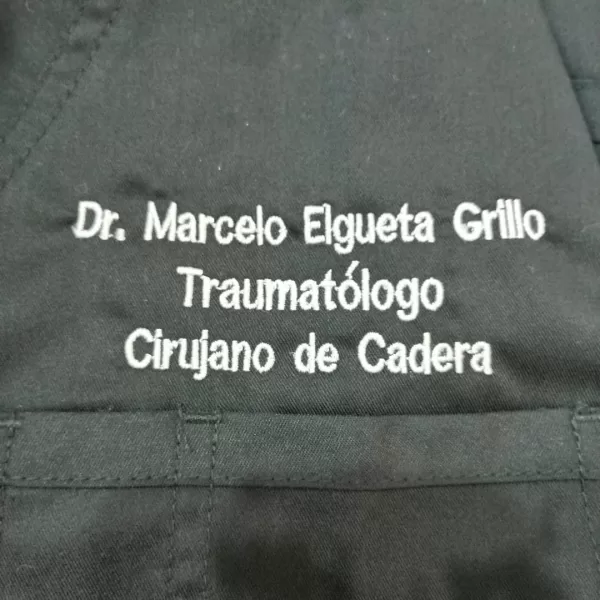 Dr. Marcelo Elgueta Grillo
Traumatólogo
Cirujano de Cadera